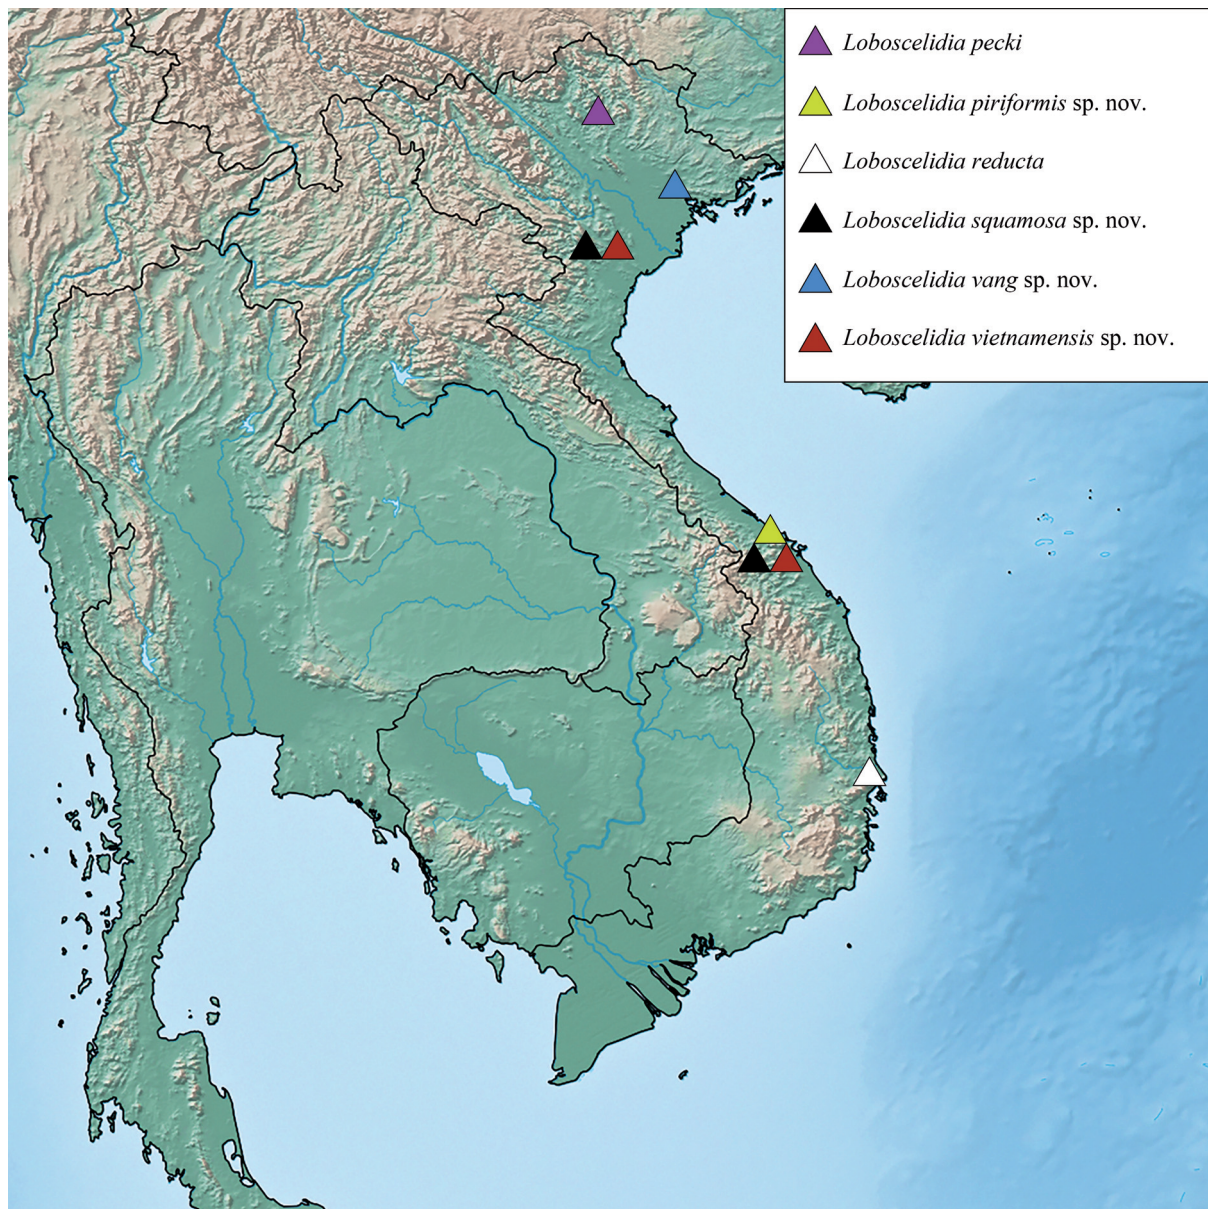 Loboscelidia pecki
Loboscelidia piriformis sp. nov.
Loboscelidia reducta
Loboscelidia squamosa sp. nov.
Loboscelidia vang sp. nov.
Loboscelidia vietnamensis sp. nov.